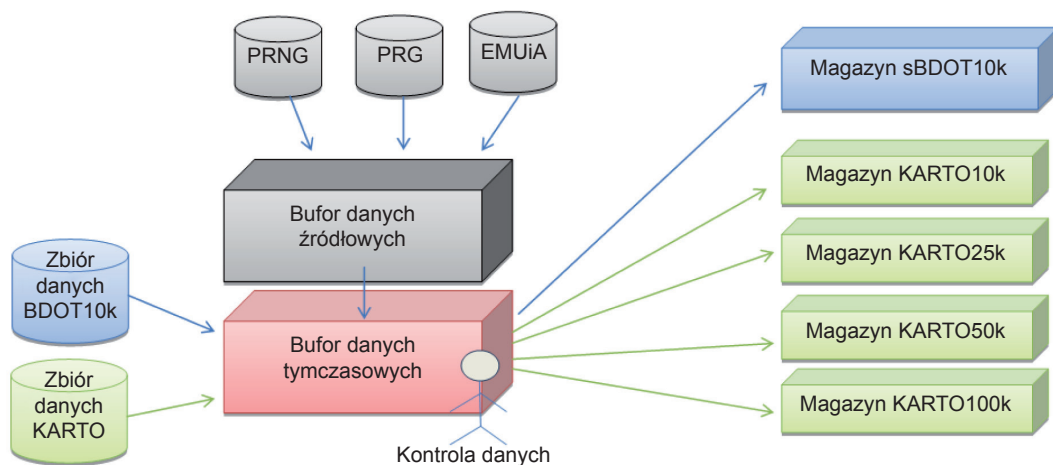 PRNG
PRG
EMUiA
Magazyn sBDOT10k
Magazyn KARTO10k
Bufor danych
źródłowych
Magazyn KARTO25k
Zbiór
danych
BDOT10k
Magazyn KARTO50k
Bufor danych
tymczasowych
Zbiór
danych
KARTO
Magazyn KARTO100k
Kontrola danych